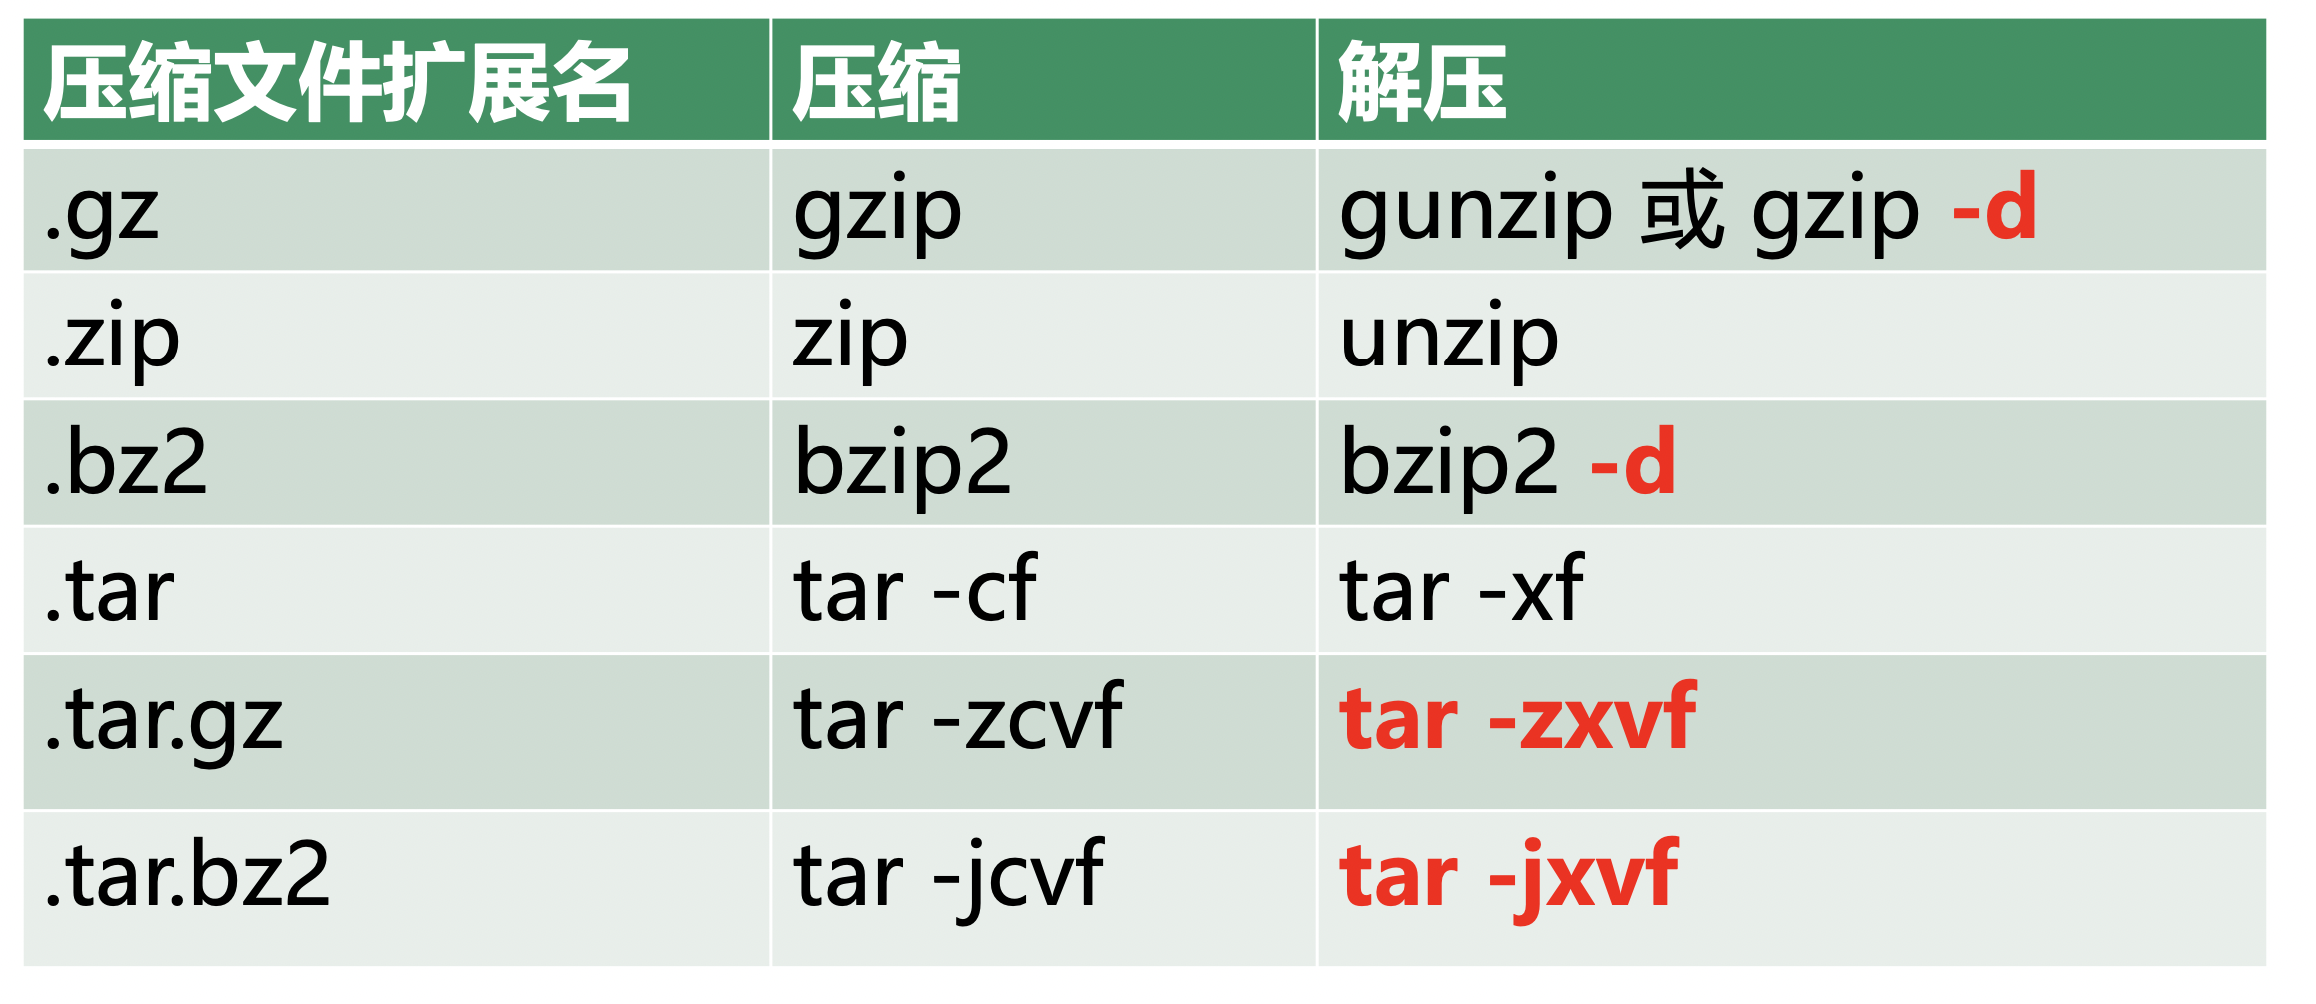 压缩文件扩展名 压缩 解压
.gz gzip gunzip 或 gzip -d
.zip zip unzip
.bz2 bzip2 bzip2 -d
.tar tar -cf tar -xf
.tar.gz tar -zcvf tar -zxvf
.tar.bz2 tar -jcvf tar -jxvf